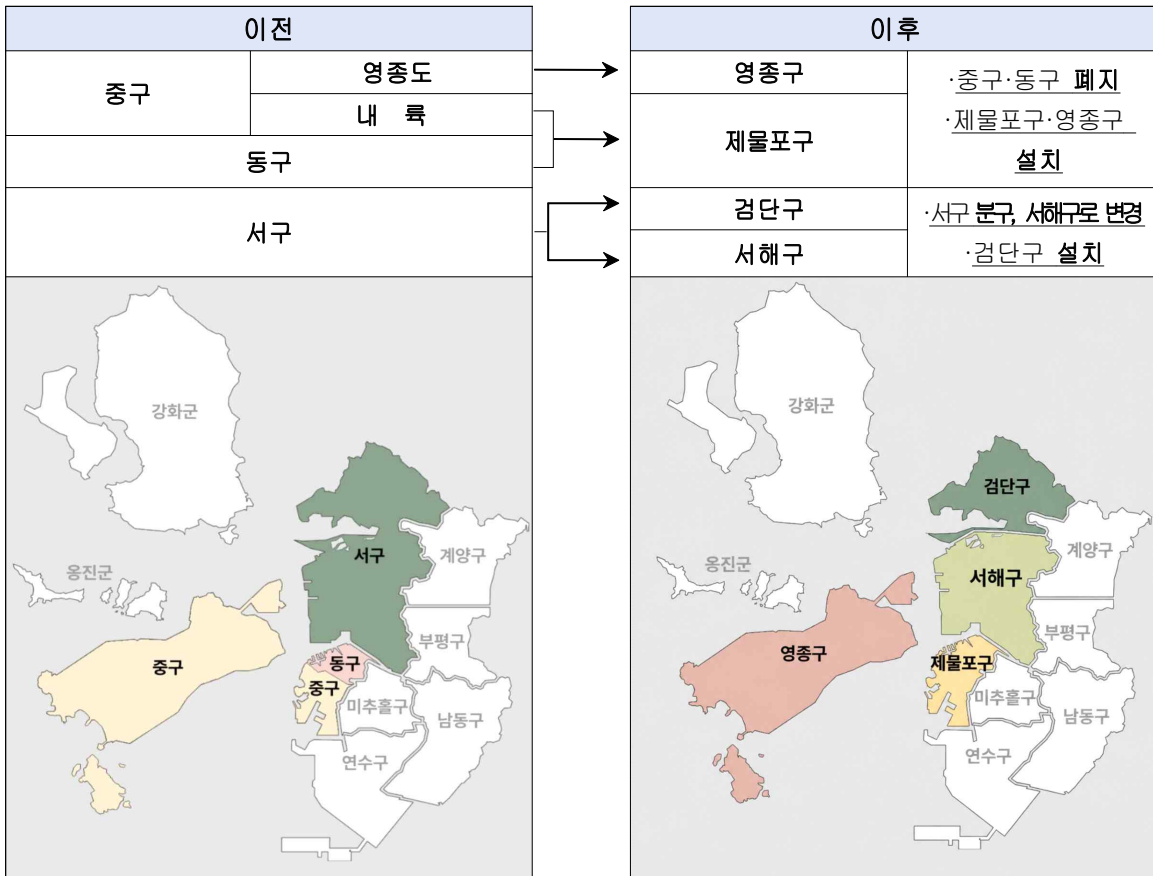 이전
중구
영종도
내 륙
동구
서구
이후
영종구
제물포구
·중구·동구 폐지
·제물포구·영종구
설치
검단구
서해구
·서구 분구, 서해구로 변경
·검단구 설치
강화군
서구
계양구
옹진군
부평구
중구
동구
중구
미추홀구
남동구
연수구
강화군
검단구
계양구
옹진군
서해구
부평구
영종구
제물포구
미추홀구
남동구
연수구